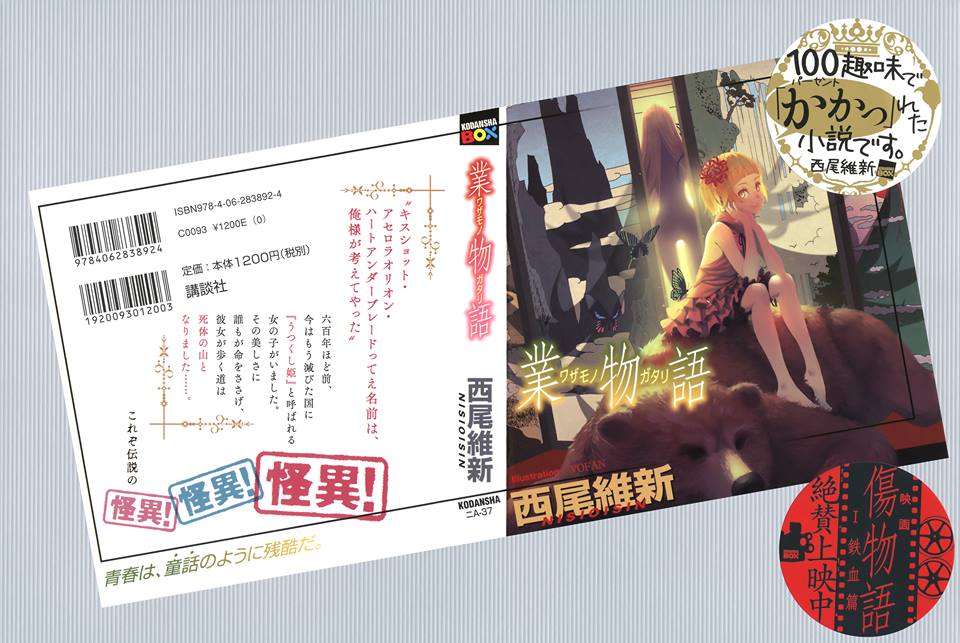 ISBN978-4-06-283892-4
C0093 ¥1200E (0)
9784062838924
定価:本体1200円(税別)
講談社
1920093012003
"キスショット・
アセロラオリオン・
ハートアンダーブレードってえ名前は、
俺様が考えてやった"
六百年ほど前、
今はもう滅びた国に
『うつくし姫』と呼ばれる
女の子がいました。
その美しさに
誰もが命をささげ、
彼女が歩く道は
死体の山と
なりました……。
これぞ伝説の
怪異!
怪異!
怪異!
青春は、童話のように残酷だ。
KODANSHA
BOX
業物語
ワザモノ
ガタリ
西尾維新
NISIOISIN
KODANSHA
ニA-37
業物語
ワザモノ
ガタリ
Illustration VOFAN
西尾維新
NISIOISIN
100趣味で
パーセント
「かかっ」れた
小説です。
西尾維新
BOX
映画
傷物語
I鉄血篇
絶賛上映中
BOX